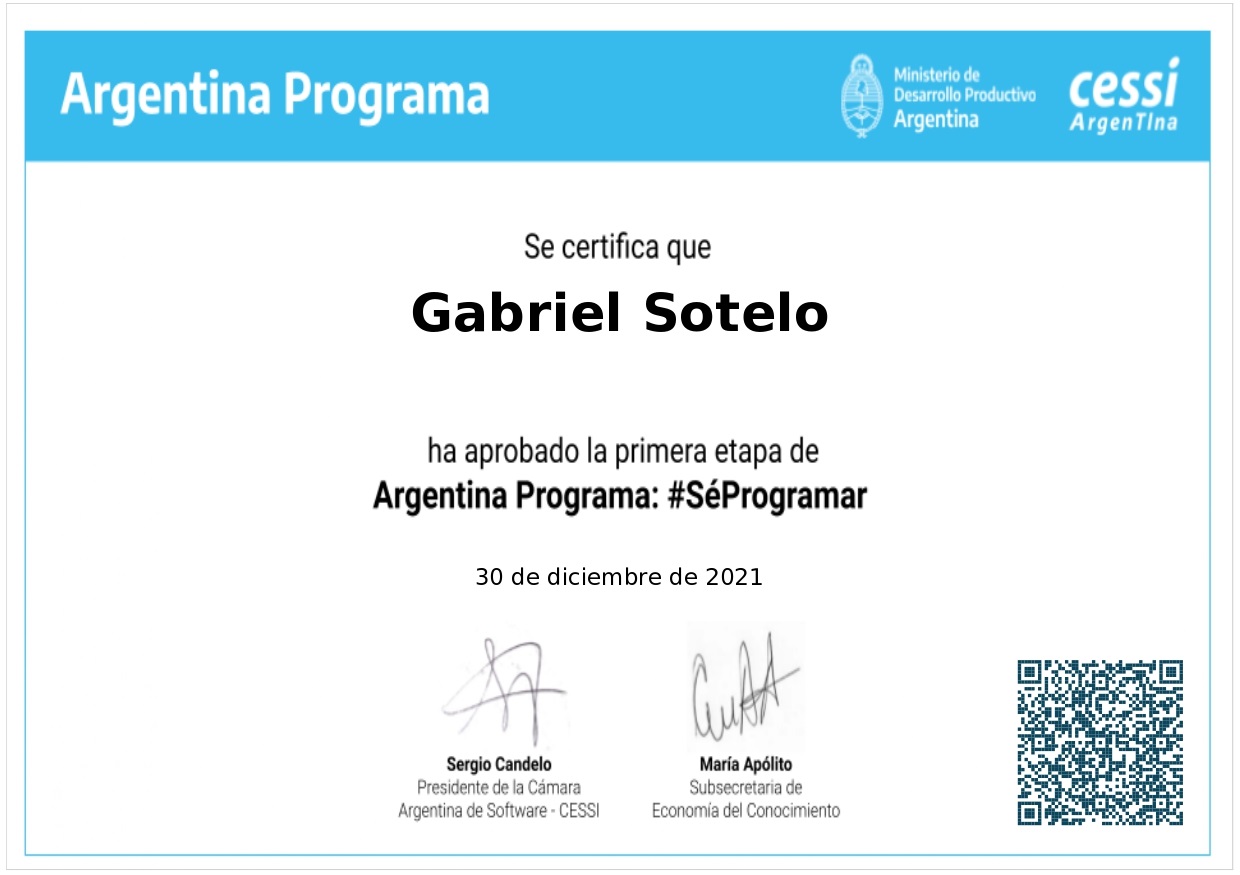 Argentina Programa
Ministerio de
Desarrollo Productivo
Argentina
cessi
ArgenTIna
Se certifica que
Gabriel Sotelo
ha aprobado la primera etapa de
Argentina Programa: #SéProgramar
30 de diciembre de 2021
Sergio Candelo
Presidente de la Cámara
Argentina de Software - CESSI
María Apólito
Subsecretaria de
Economía del Conocimiento